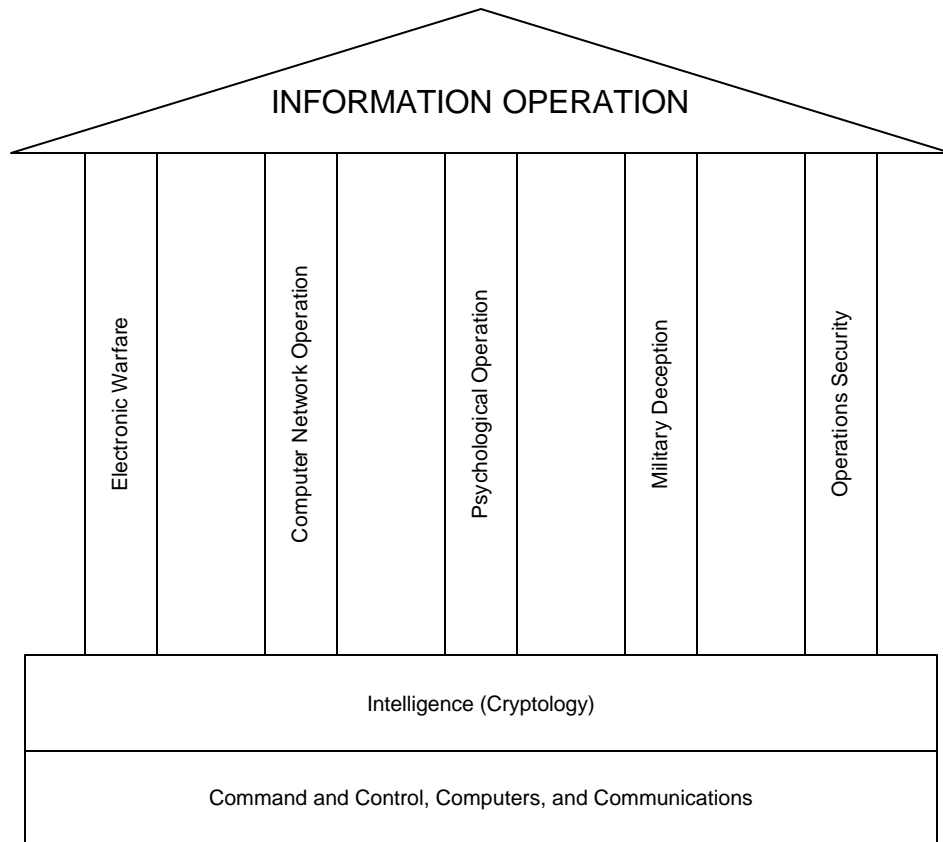 INFORMATION OPERATION
Electronic Warfare
Computer Network Operation
Psychological Operation
Military Deception
Operations Security
Intelligence (Cryptology)
Command and Control, Computers, and Communications